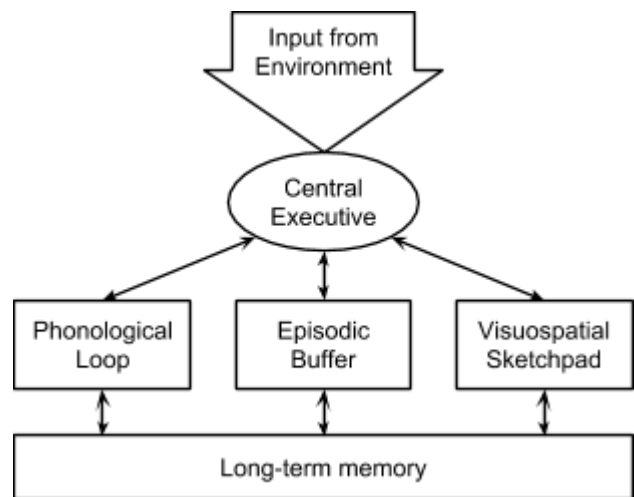 Input from
Environment
Central
Executive
Phonological
Loop
Episodic
Buffer
Visuospatial
Sketchpad
Long-term memory